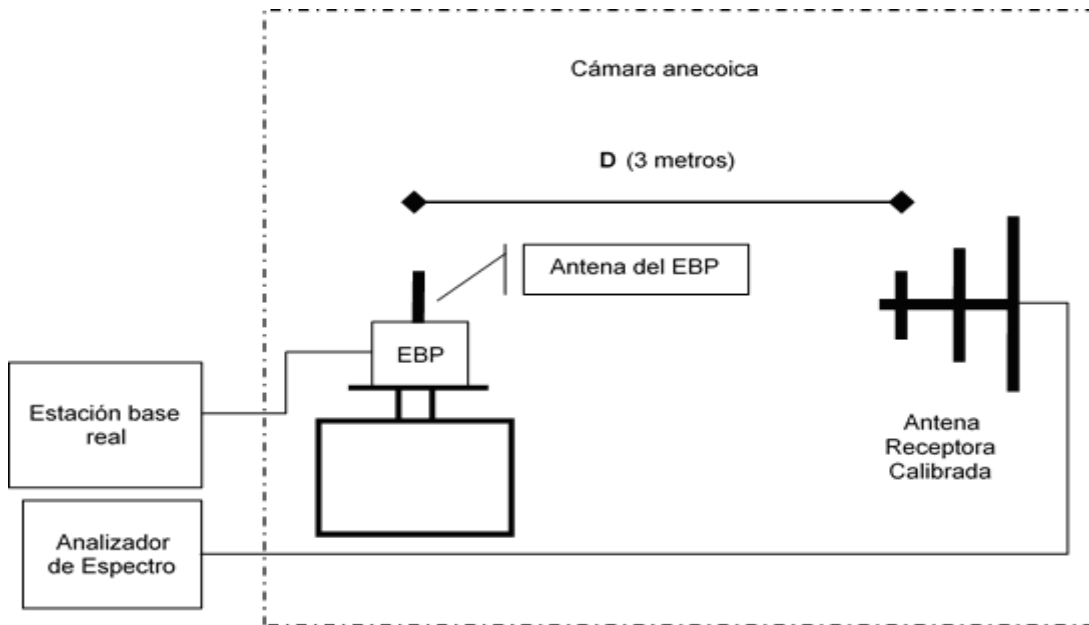 Cámara anecoica
D (3 metros)
Antena del EBP
EBP
Estación base
real
Antena
Receptora
Calibrada
Analizador
de Espectro